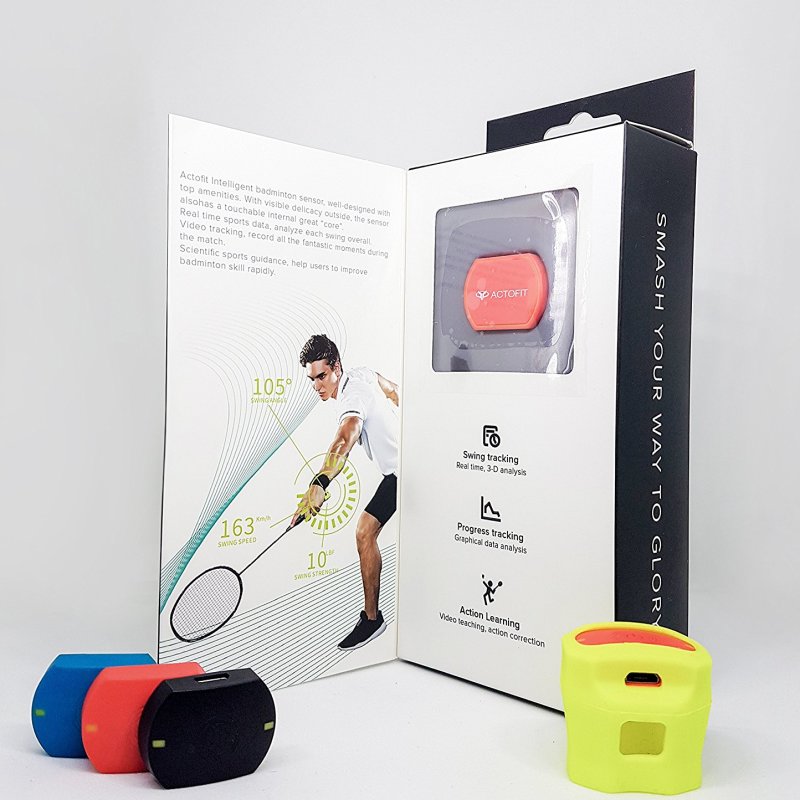 Actofit Intelligent badminton sensor, well-designed with
top amenities. With visible delicacy outside, the sensor
alsohas a touchable internal great "core".
Real time sports data, analyze each swing overall.
Video tracking, record all the fantastic moments during
the match.
Scientific sports guidance, help users to improve
badminton skill rapidly.
105°
SWING ANGLE
163 Km/h
SWING SPEED
10 LBF
SWING STRENGTH
ACTOFIT
Swing tracking
Real time, 3-D analysis
Progress tracking
Graphical data analysis
Action Learning
Video teaching, action correction
SMASH YOUR WAY TO GLORY